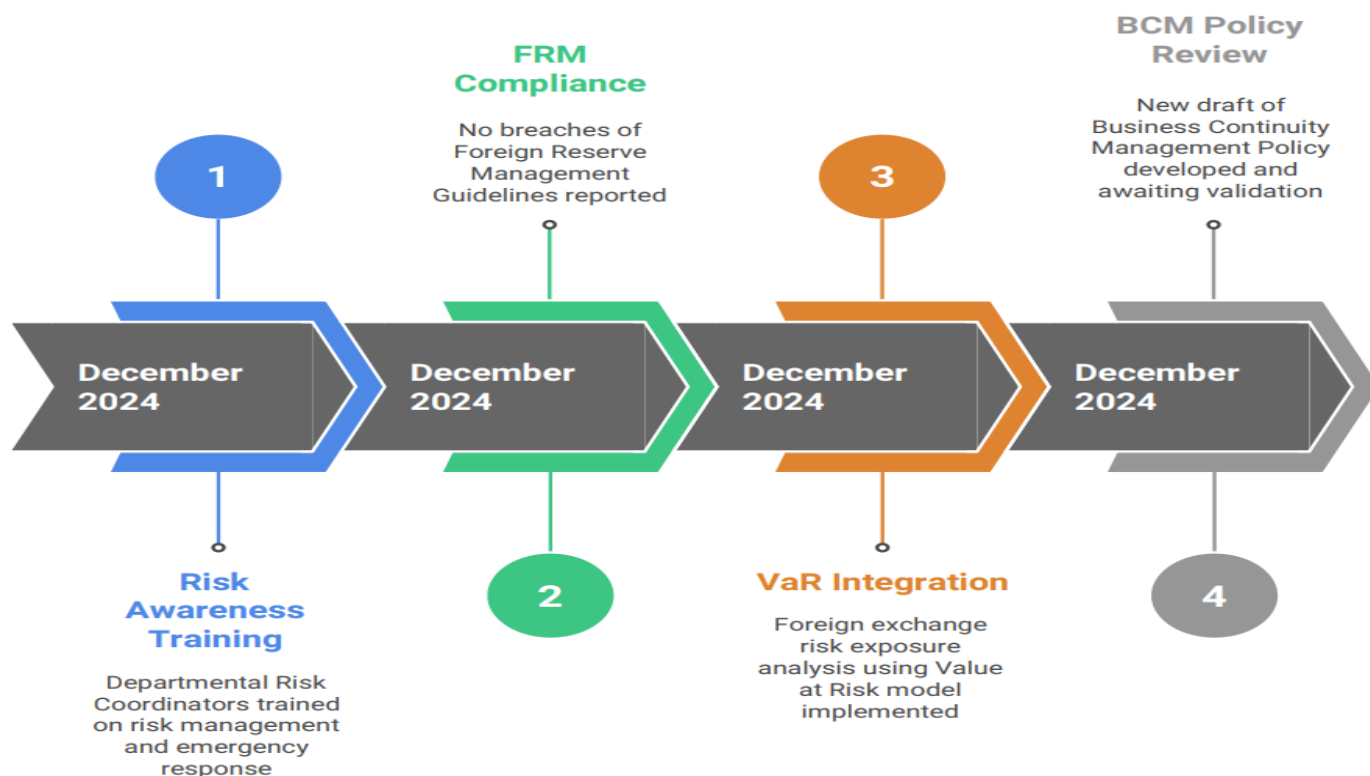 1
December
2024
Risk
Awareness
Training
Departmental Risk
Coordinators trained
on risk management
and emergency
response
FRM
Compliance
No breaches of
Foreign Reserve
Management
Guidelines reported
December
2024
2
3
December
2024
VaR Integration
Foreign exchange
risk exposure
analysis using Value
at Risk model
implemented
BCM Policy
Review
New draft of
Business Continuity
Management Policy
developed and
awaiting validation
December
2024
4